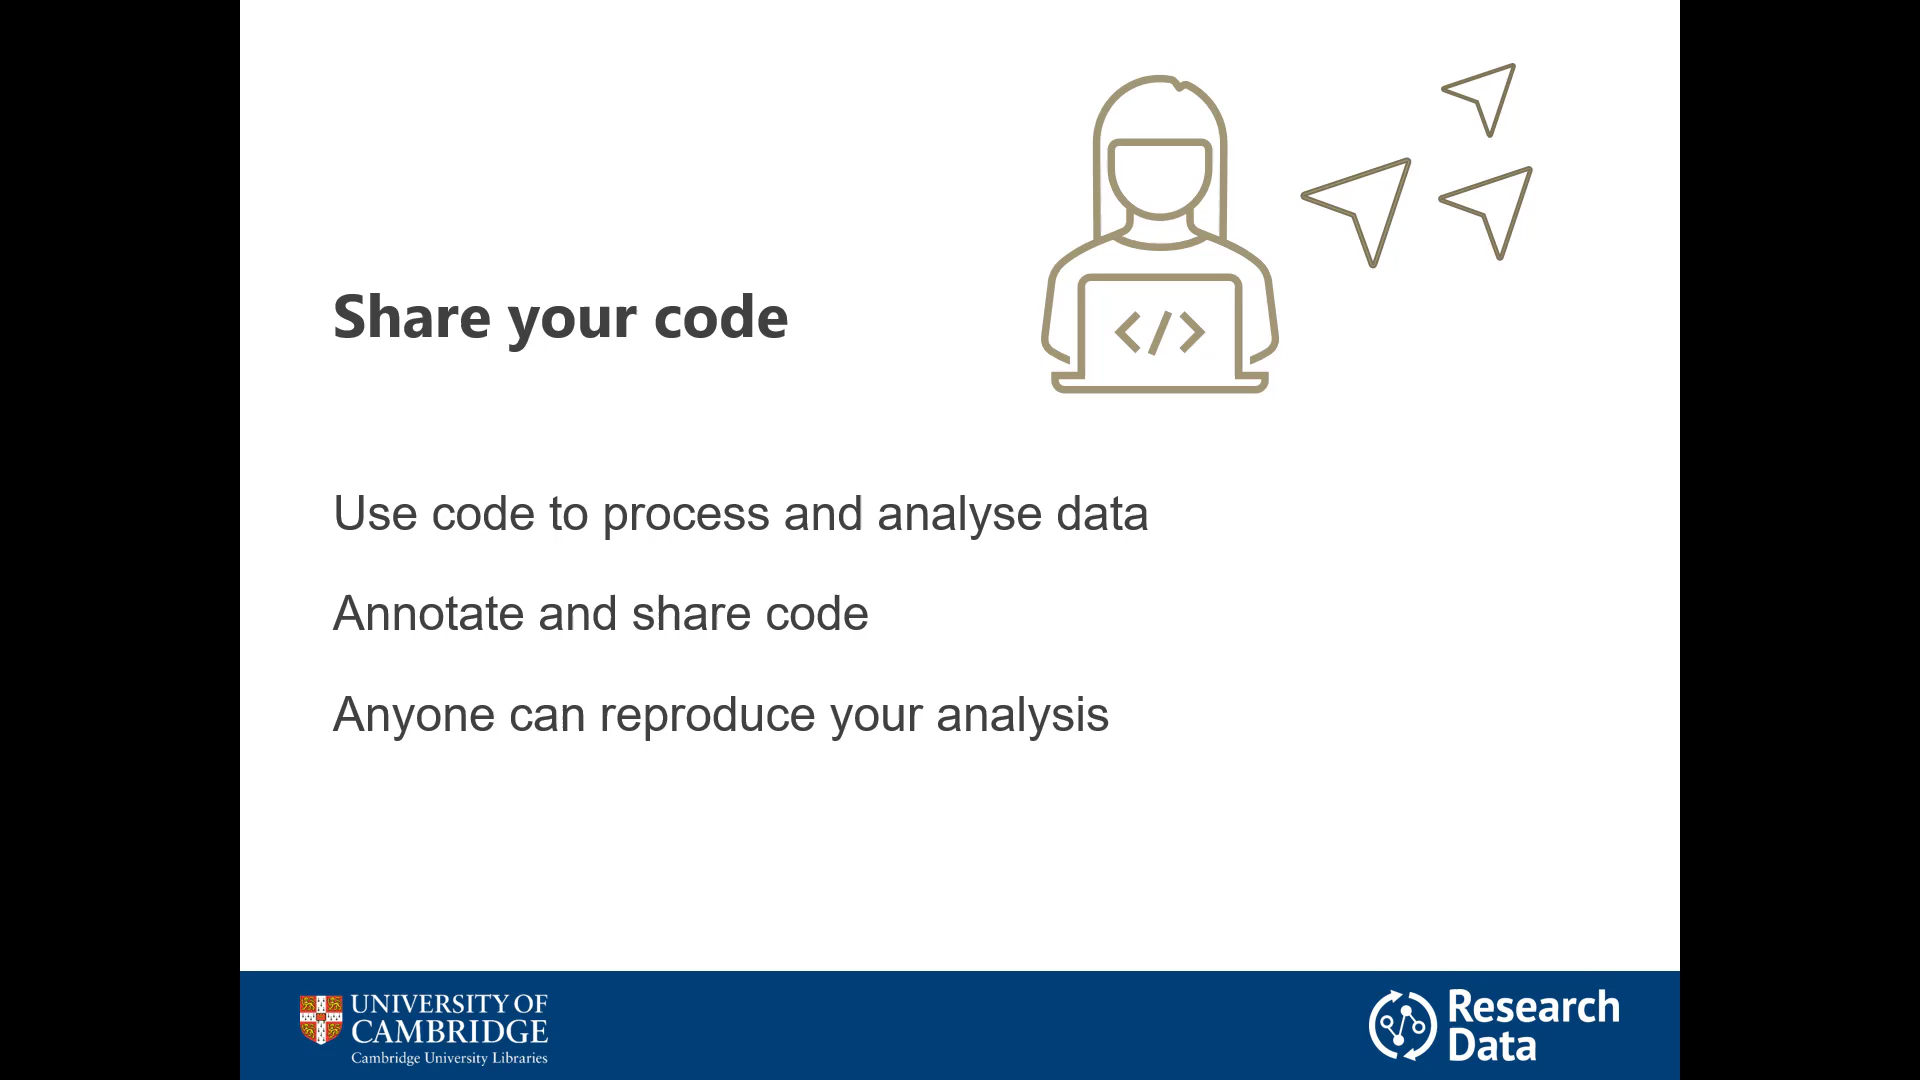 Share your code
</>
Use code to process and analyse data
Annotate and share code
Anyone can reproduce your analysis
UNIVERSITY OF
CAMBRIDGE
Cambridge University Libraries
Research
Data